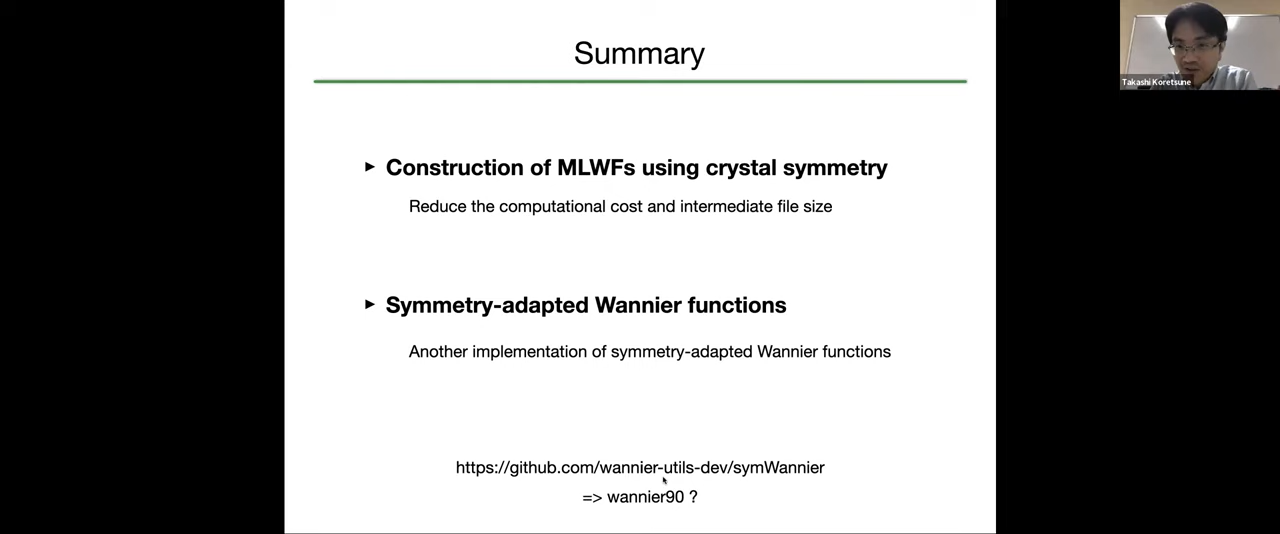 Summary
Takashi Koretsune
► Construction of MLWFs using crystal symmetry
Reduce the computational cost and intermediate file size
► Symmetry-adapted Wannier functions
Another implementation of symmetry-adapted Wannier functions
https://github.com/wannier-utils-dev/symWannier
=> wannier90 ?